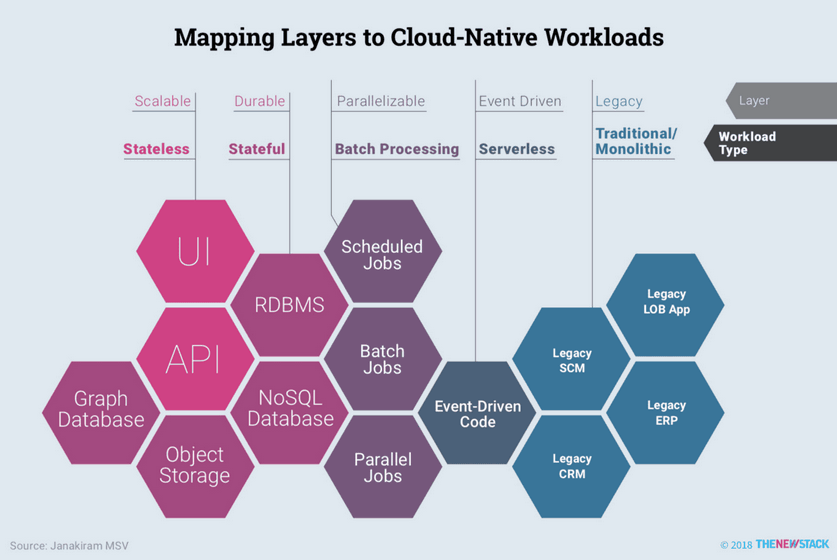 Mapping Layers to Cloud-Native Workloads
Scalable
Durable
Parallelizable
Event Driven
Legacy
Layer
Stateless
Stateful
Batch Processing
Serverless
Traditional/
Monolithic
Workload
Type
UI
Scheduled
Jobs
RDBMS
Legacy
LOB App
API
Batch
Jobs
Legacy
SCM
Graph
Database
NoSQL
Database
Event-Driven
Code
Legacy
ERP
Object
Storage
Parallel
Jobs
Legacy
CRM
Source: Janakiram MSV
© 2018 THENEWSTACK